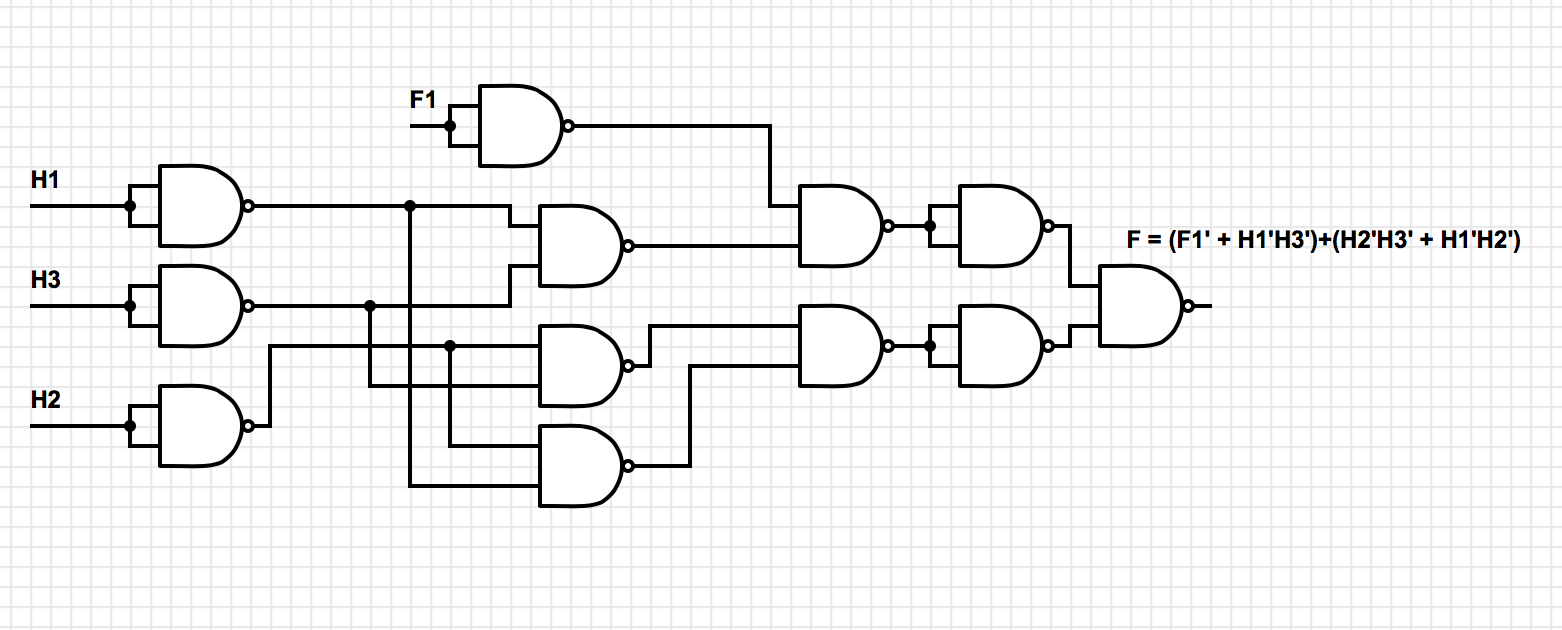 F1
H1
F = (F1' + H1'H3')+(H2'H3' + H1'H2')
H3
H2